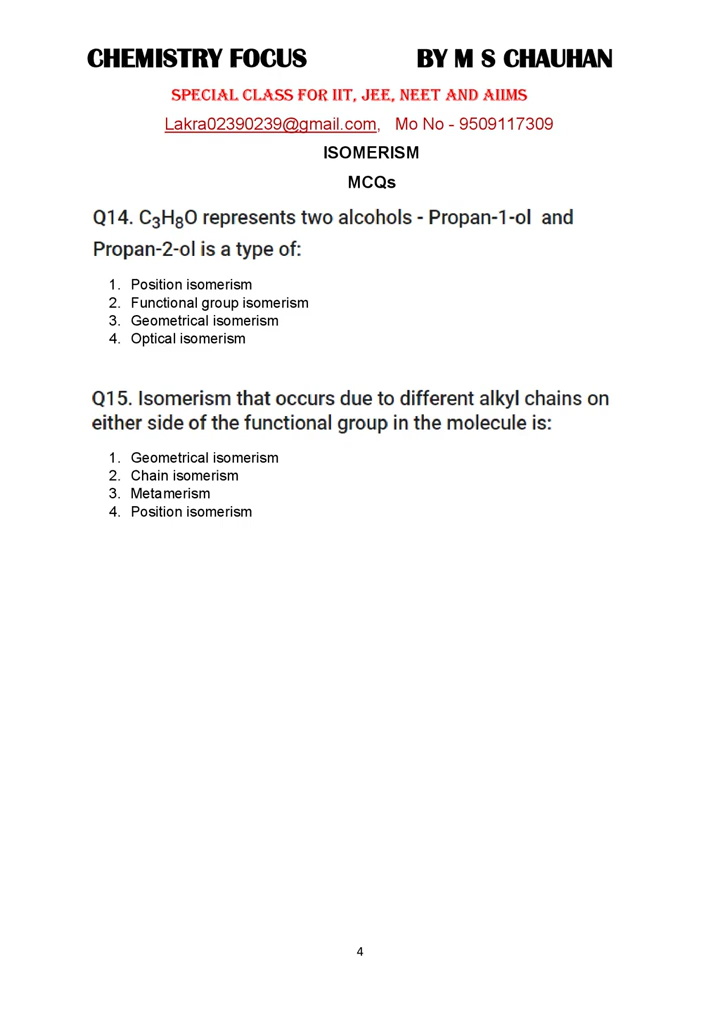 CHEMISTRY FOCUS BY M S CHAUHAN
SPECIAL CLASS FOR IIT, JEE, NEET AND AIIMS
Lakra02390239@gmail.com, Mo No - 9509117309
ISOMERISM
MCQs
Q14. C₃H₈O represents two alcohols - Propan-1-ol and
Propan-2-ol is a type of:
1. Position isomerism
2. Functional group isomerism
3. Geometrical isomerism
4. Optical isomerism
Q15. Isomerism that occurs due to different alkyl chains on
either side of the functional group in the molecule is:
1. Geometrical isomerism
2. Chain isomerism
3. Metamerism
4. Position isomerism
4